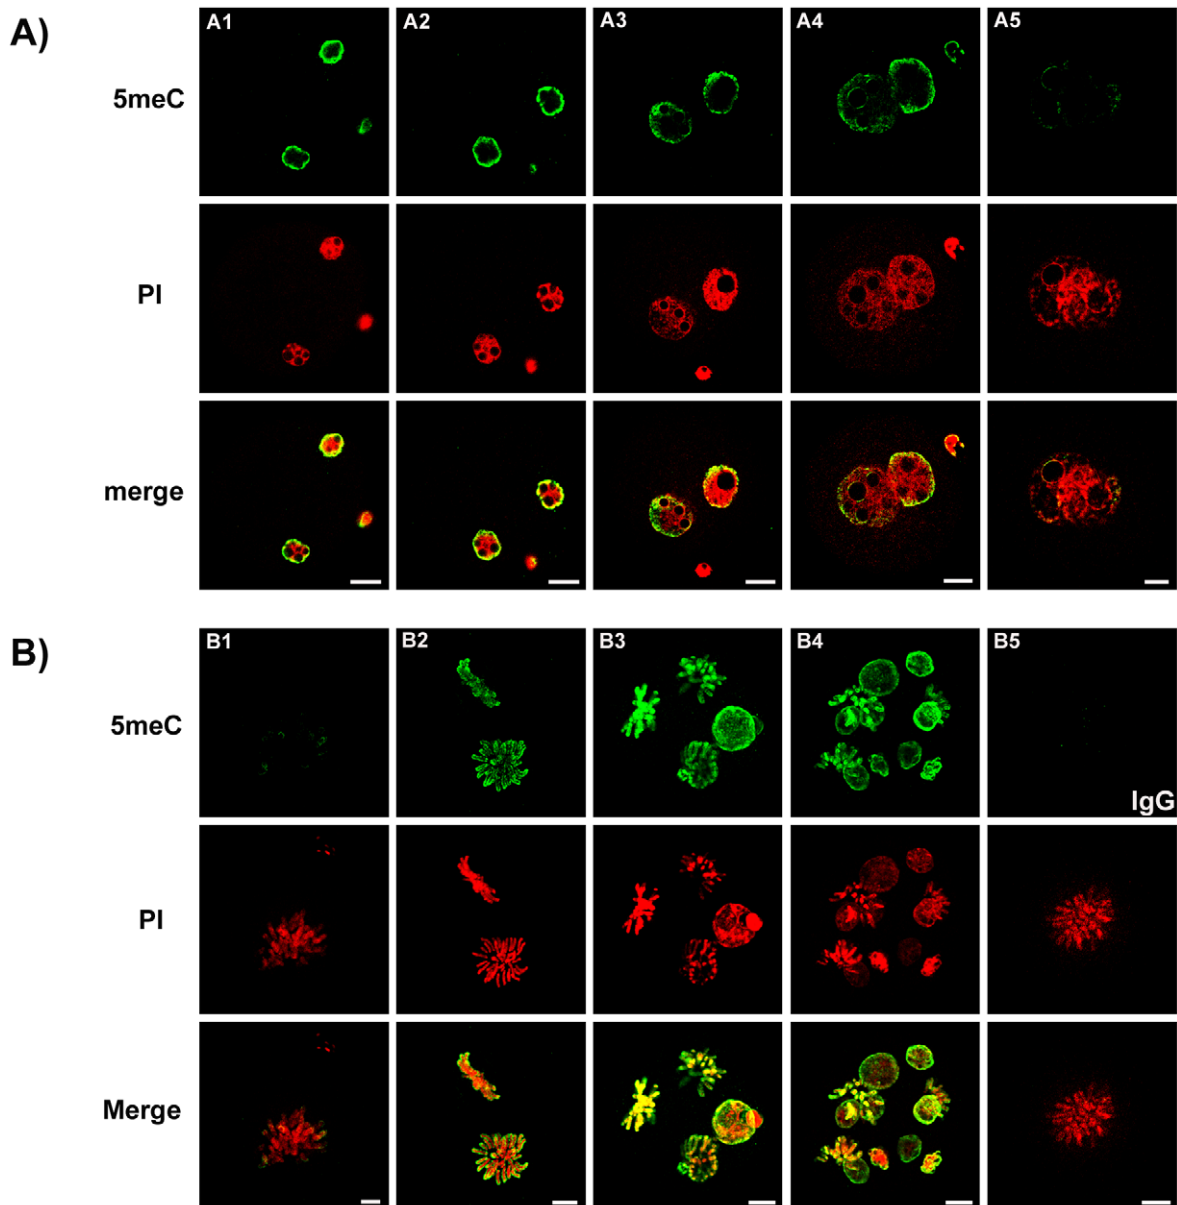 A)
A1 A2 A3 A4 A5
5meC
PI
merge
B)
B1 B2 B3 B4 B5
5meC
IgG
PI
Merge